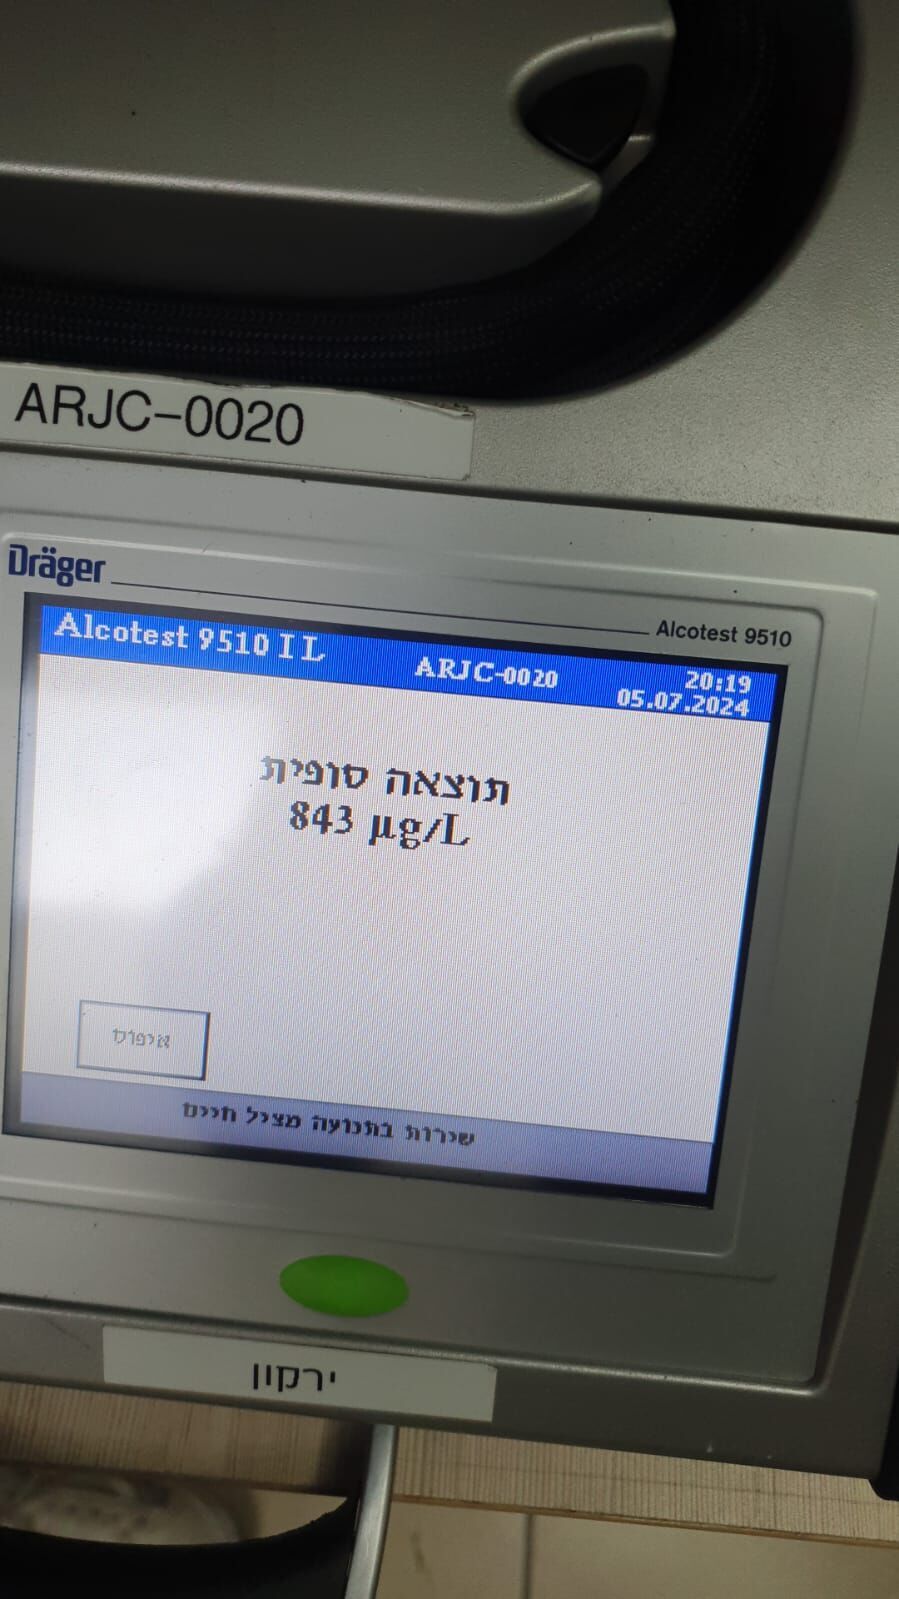 ARJC-0020
Dräger
Alcotest 9510
Alcotest 9510 IL
ARJC-0020
20:19
05.07.2024
תוצאה סופית
843 µg/L
איפוס
שירות בתנועה מציל חיים
ירקון